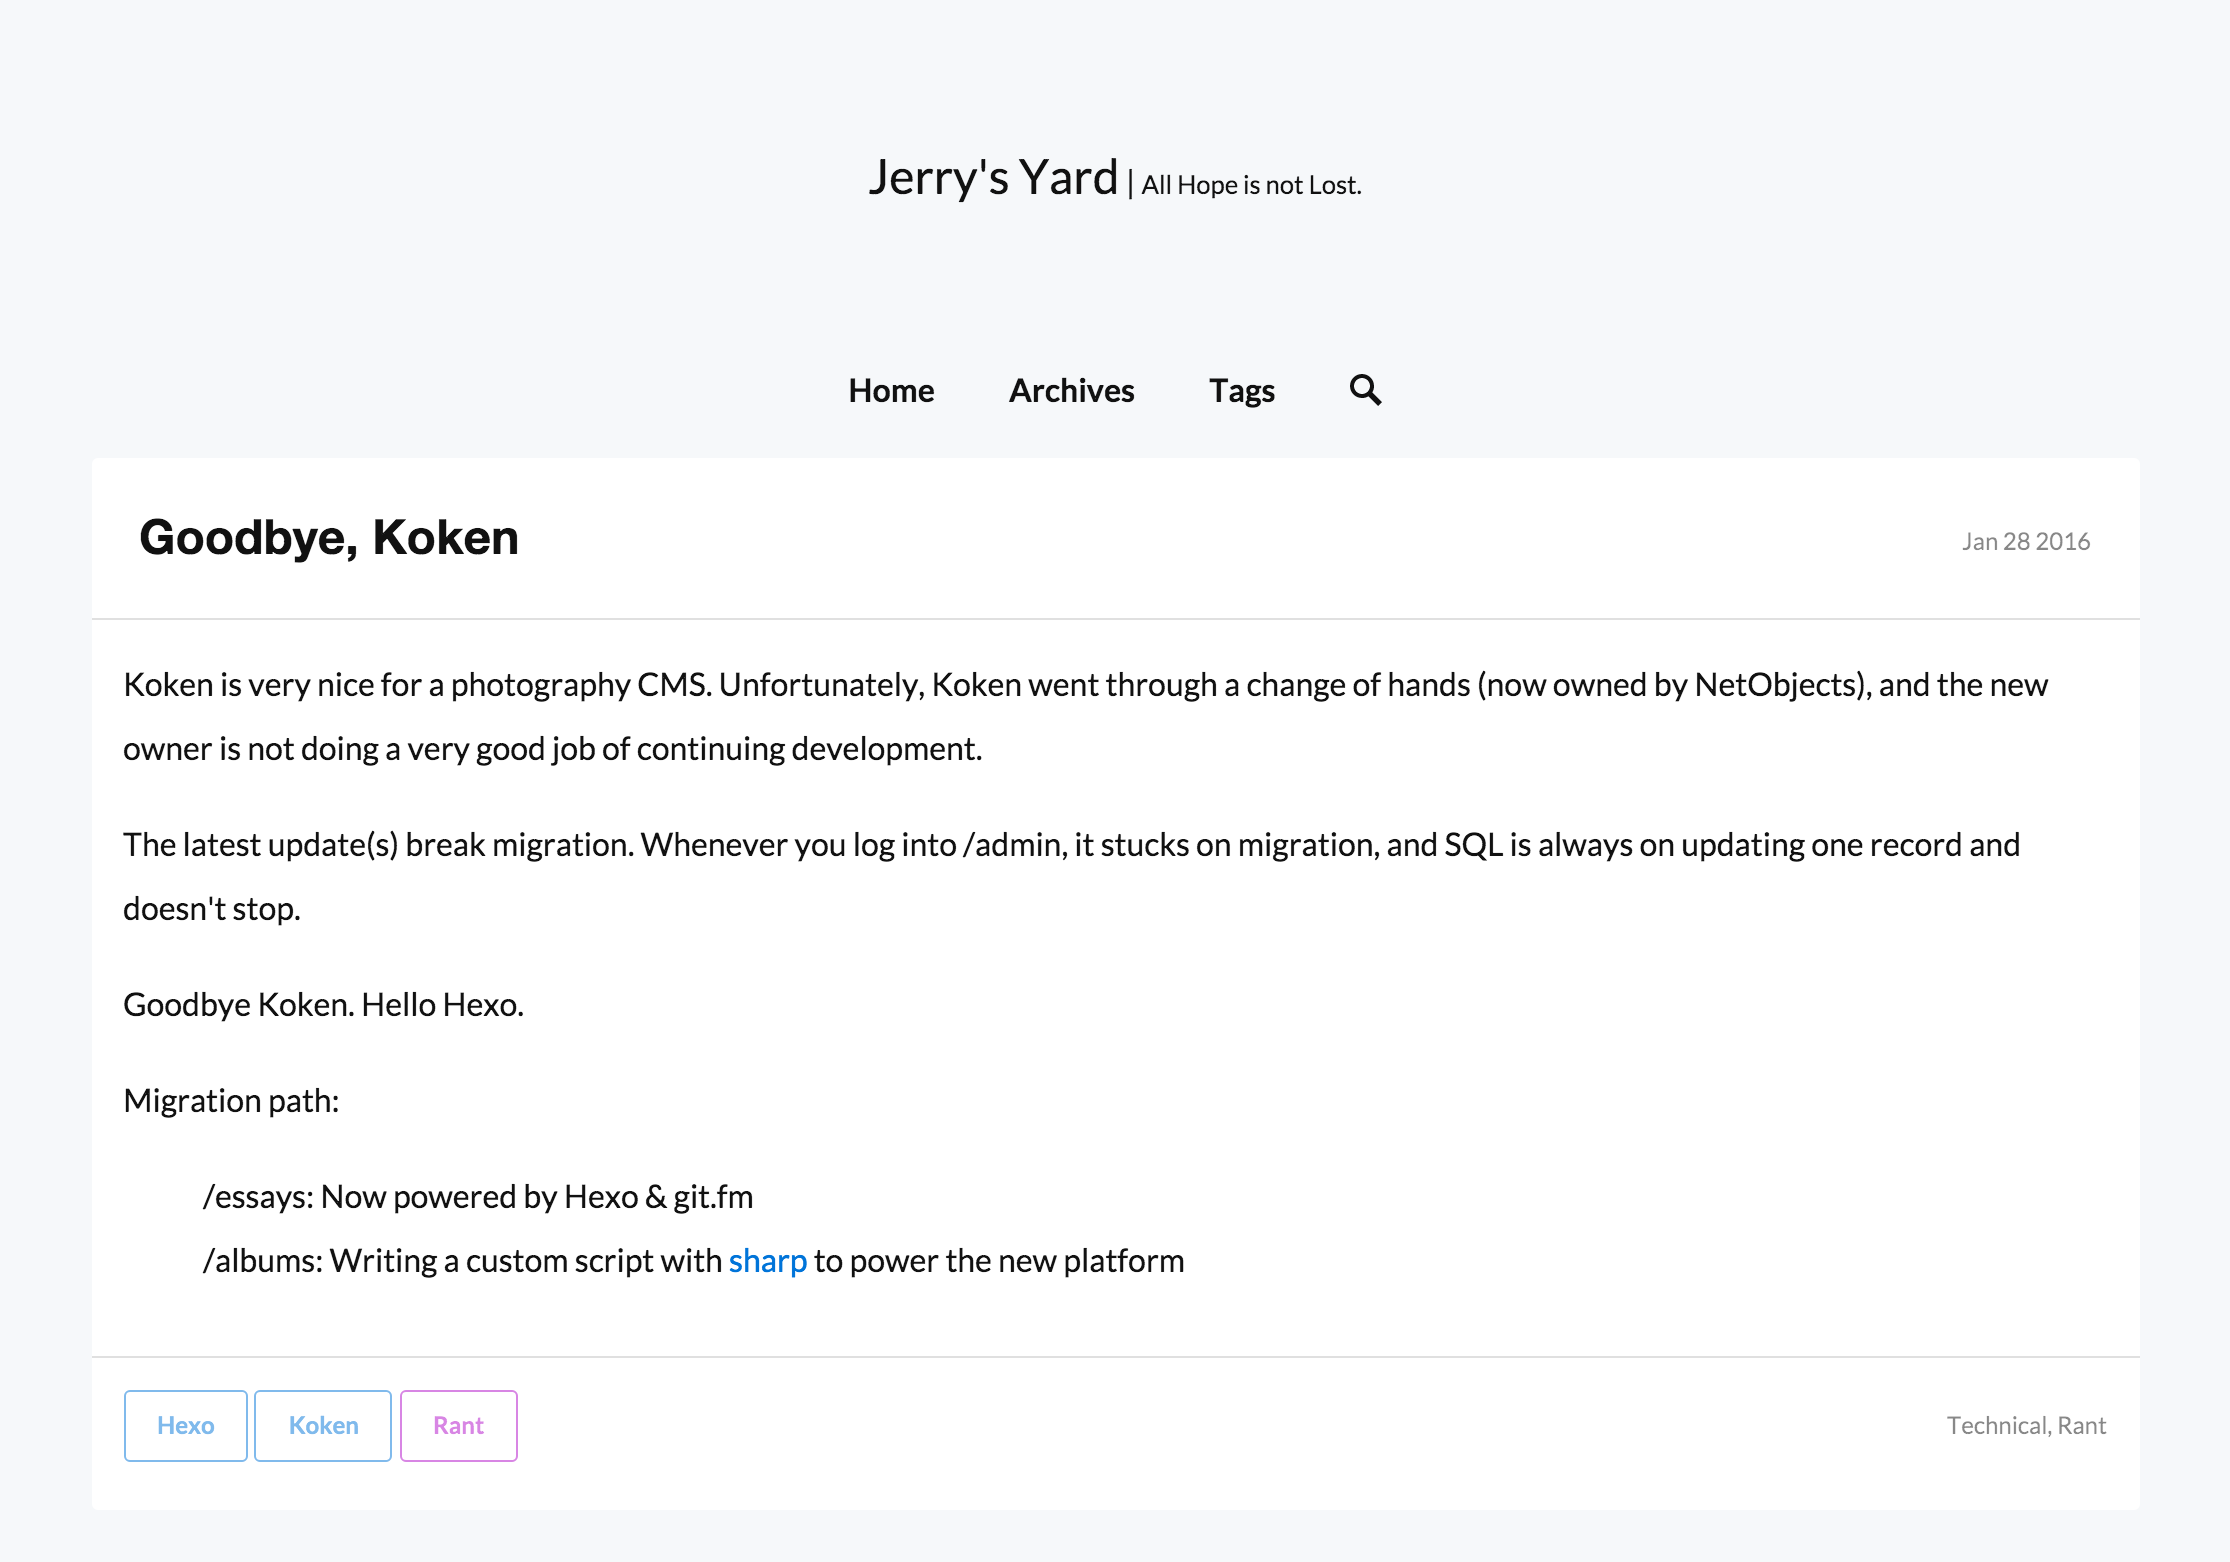 Jerry's Yard | All Hope is not Lost.
Home Archives Tags
Goodbye, Koken
Jan 28 2016
Koken is very nice for a photography CMS. Unfortunately, Koken went through a change of hands (now owned by NetObjects), and the new
owner is not doing a very good job of continuing development.
The latest update(s) break migration. Whenever you log into /admin, it stucks on migration, and SQL is always on updating one record and
doesn't stop.
Goodbye Koken. Hello Hexo.
Migration path:
/essays: Now powered by Hexo & git.fm
/albums: Writing a custom script with sharp to power the new platform
Hexo Koken Rant
Technical, Rant